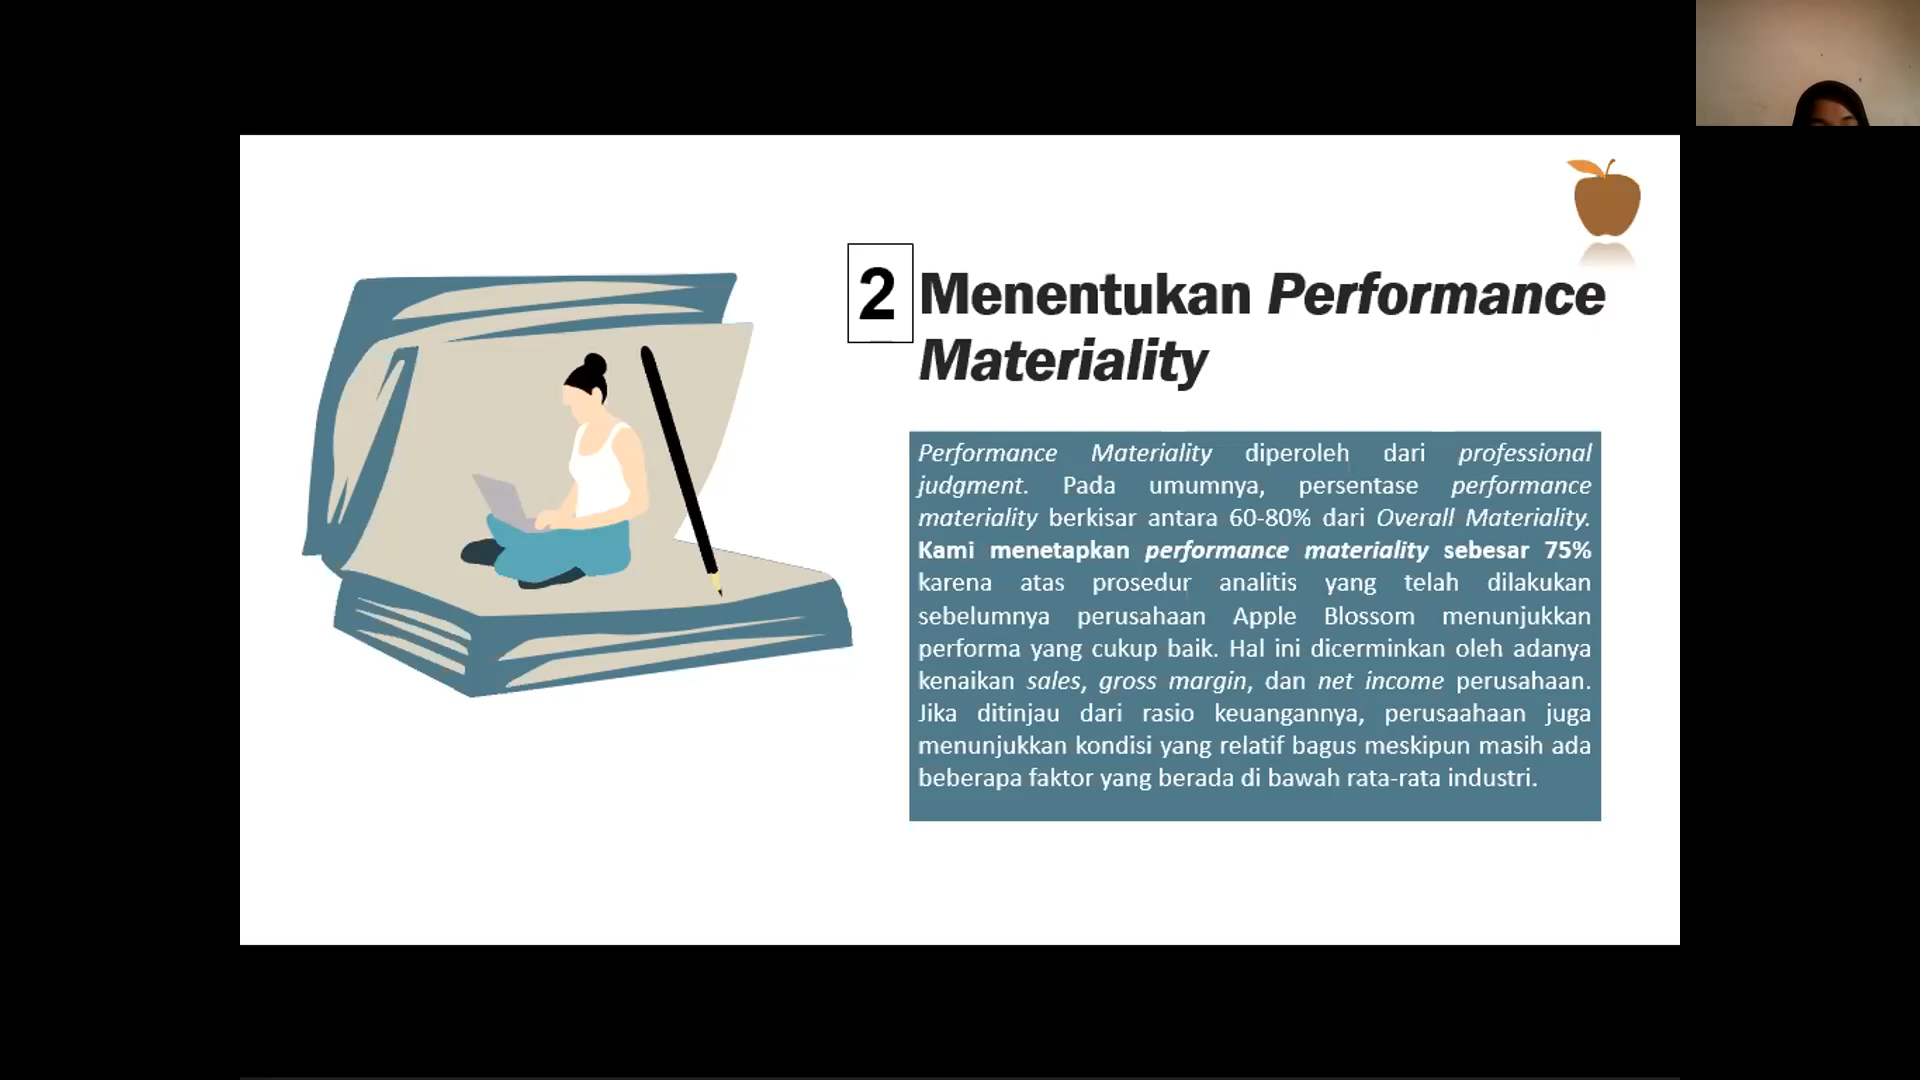 2 Menentukan Performance
Materiality
Performance Materiality diperoleh dari professional
judgment. Pada umumnya, persentase performance
materiality berkisar antara 60-80% dari Overall Materiality.
Kami menetapkan performance materiality sebesar 75%
karena atas prosedur analitis yang telah dilakukan
sebelumnya perusahaan Apple Blossom menunjukkan
performa yang cukup baik. Hal ini dicerminkan oleh adanya
kenaikan sales, gross margin, dan net income perusahaan.
Jika ditinjau dari rasio keuangannya, perusaahaan juga
menunjukkan kondisi yang relatif bagus meskipun masih ada
beberapa faktor yang berada di bawah rata-rata industri.